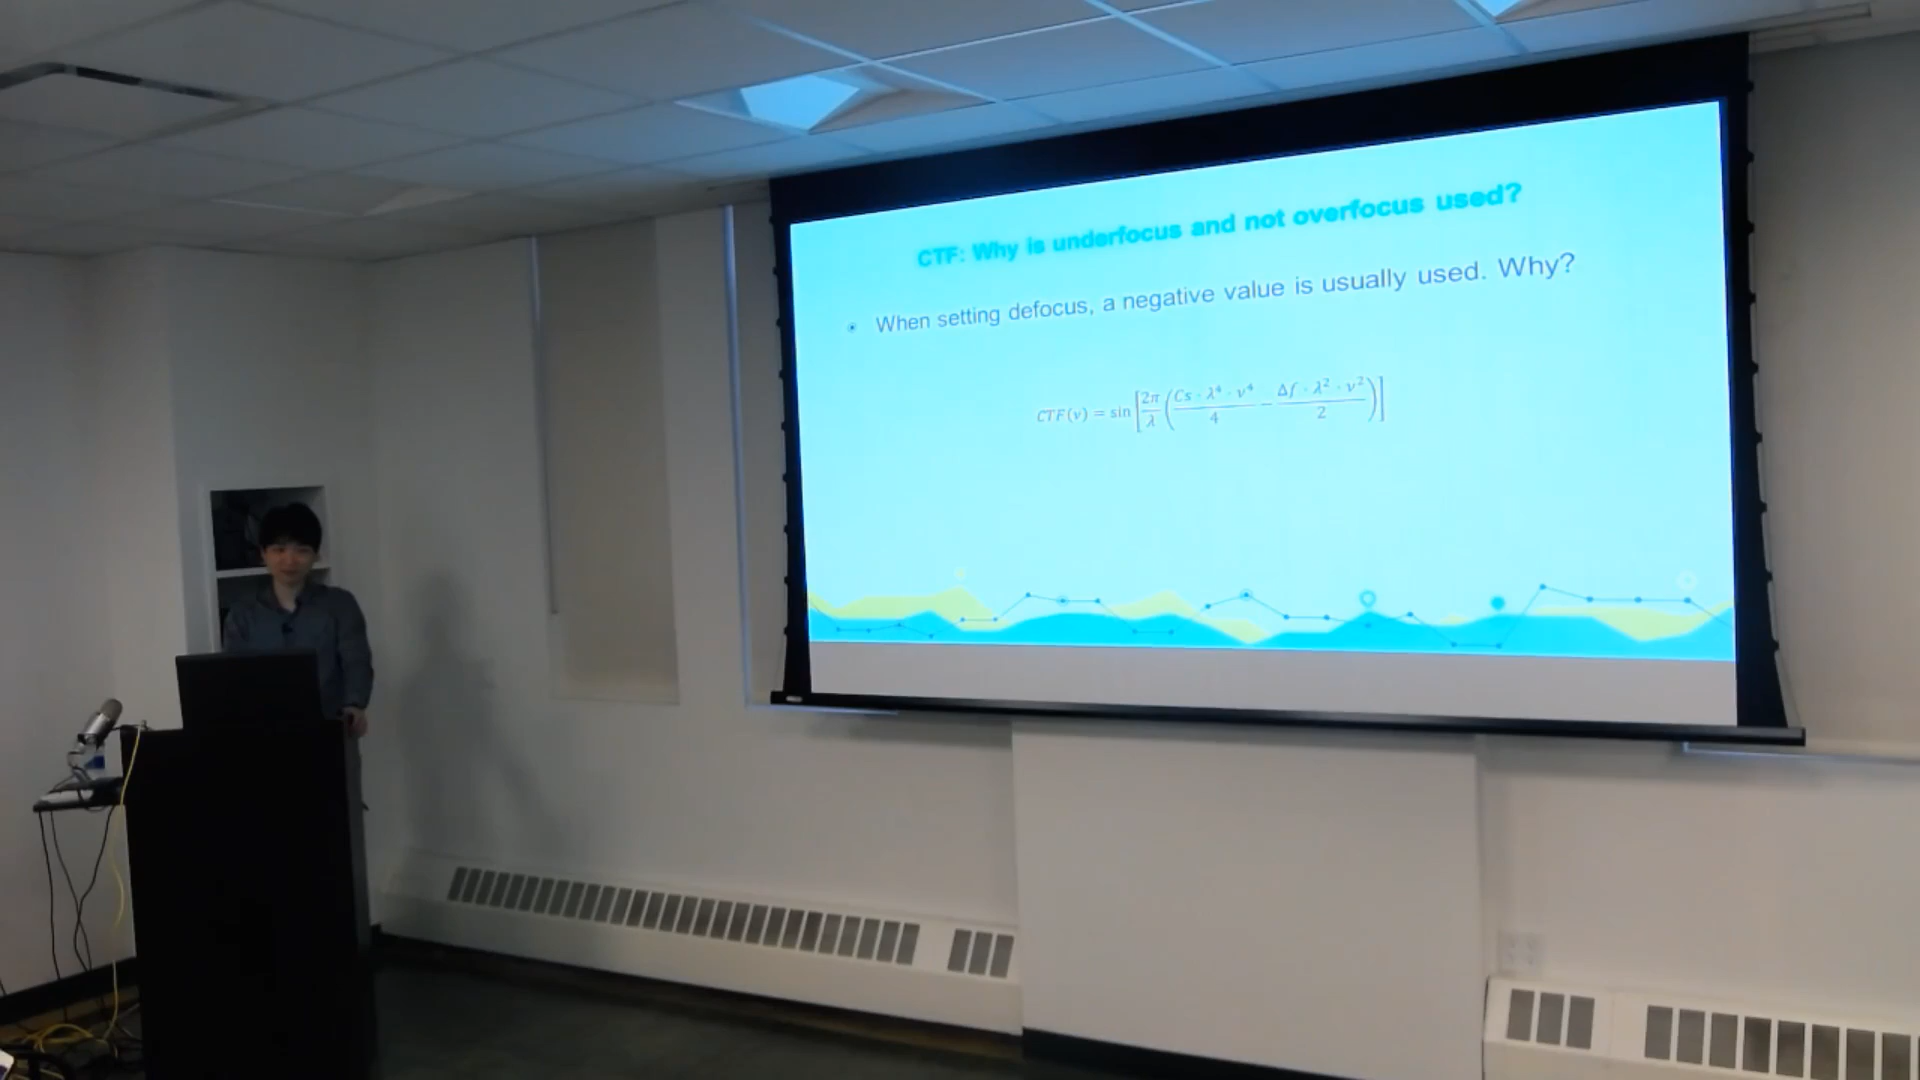 CTF: Why is underfocus and not overfocus used?
When setting defocus, a negative value is usually used. Why?
CTF(ν) = sin [2π/λ (Cs · λ⁴ · ν⁴/4 − Δf · λ² · ν²/2)]